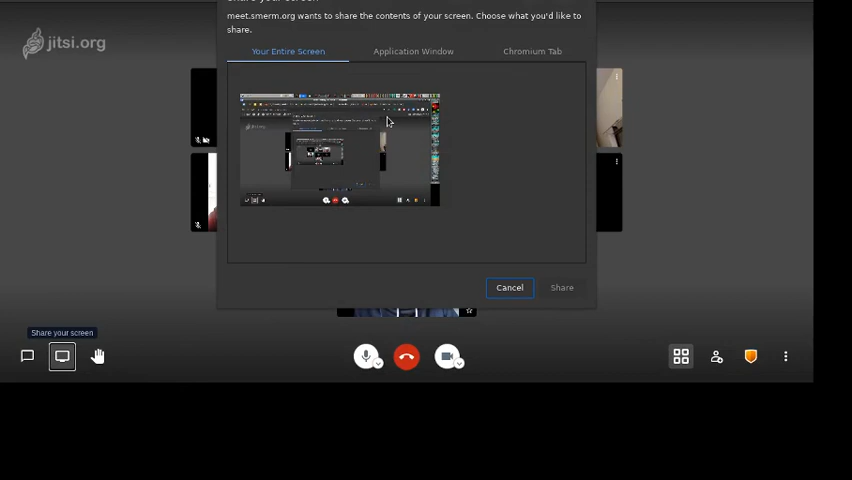 meet.smerm.org wants to share the contents of your screen. Choose what you'd like to
share.
Your Entire Screen
Application Window
Chromium Tab
jitsi.org
Cancel
Share
Share your screen